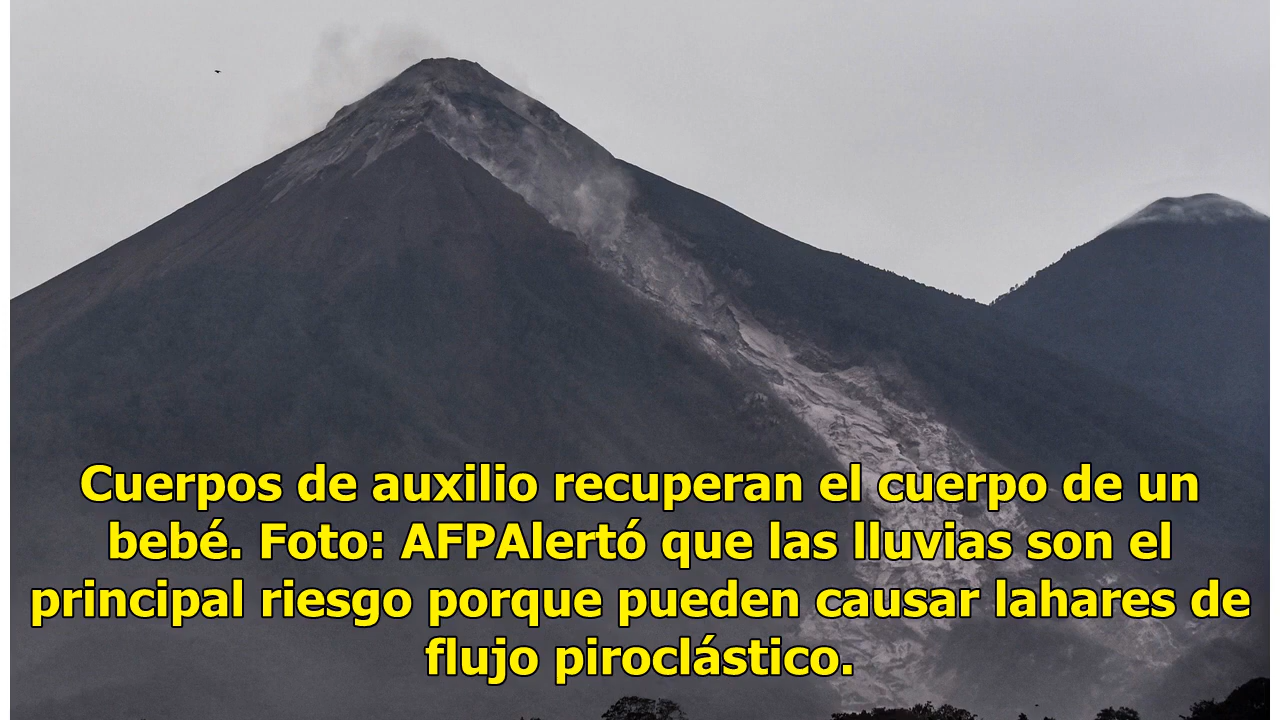 Cuerpos de auxilio recuperan el cuerpo de un
bebé. Foto: AFPAlertó que las lluvias son el
principal riesgo porque pueden causar lahares de
flujo piroclástico.